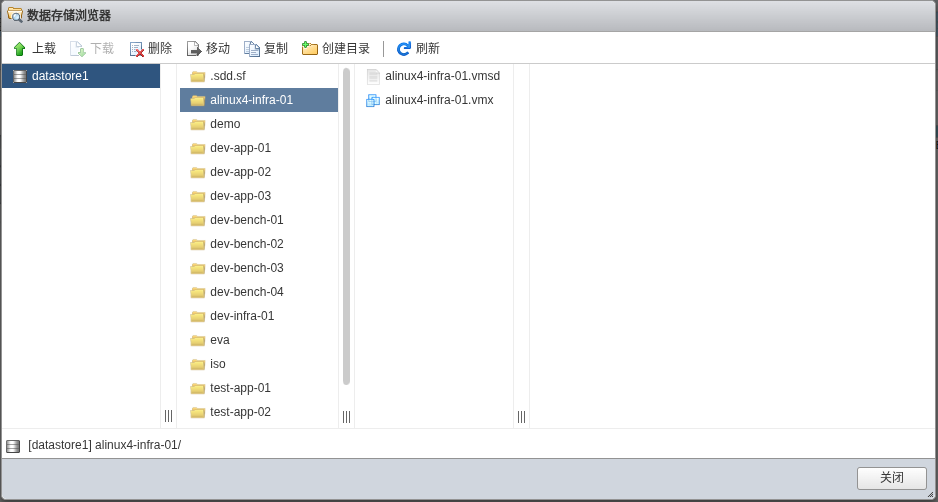 数据存储浏览器
上载 下载 删除 移动 复制 创建目录 刷新
datastore1
.sdd.sf
alinux4-infra-01
demo
dev-app-01
dev-app-02
dev-app-03
dev-bench-01
dev-bench-02
dev-bench-03
dev-bench-04
dev-infra-01
eva
iso
test-app-01
test-app-02
alinux4-infra-01.vmsd
alinux4-infra-01.vmx
[datastore1] alinux4-infra-01/
关闭